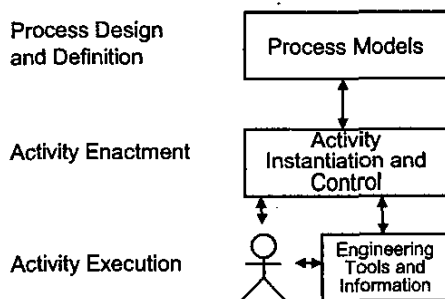 Process Design
and Definition
Process Models
Activity Enactment
Activity
Instantiation and
Control
Activity Execution
Engineering
Tools and
Information